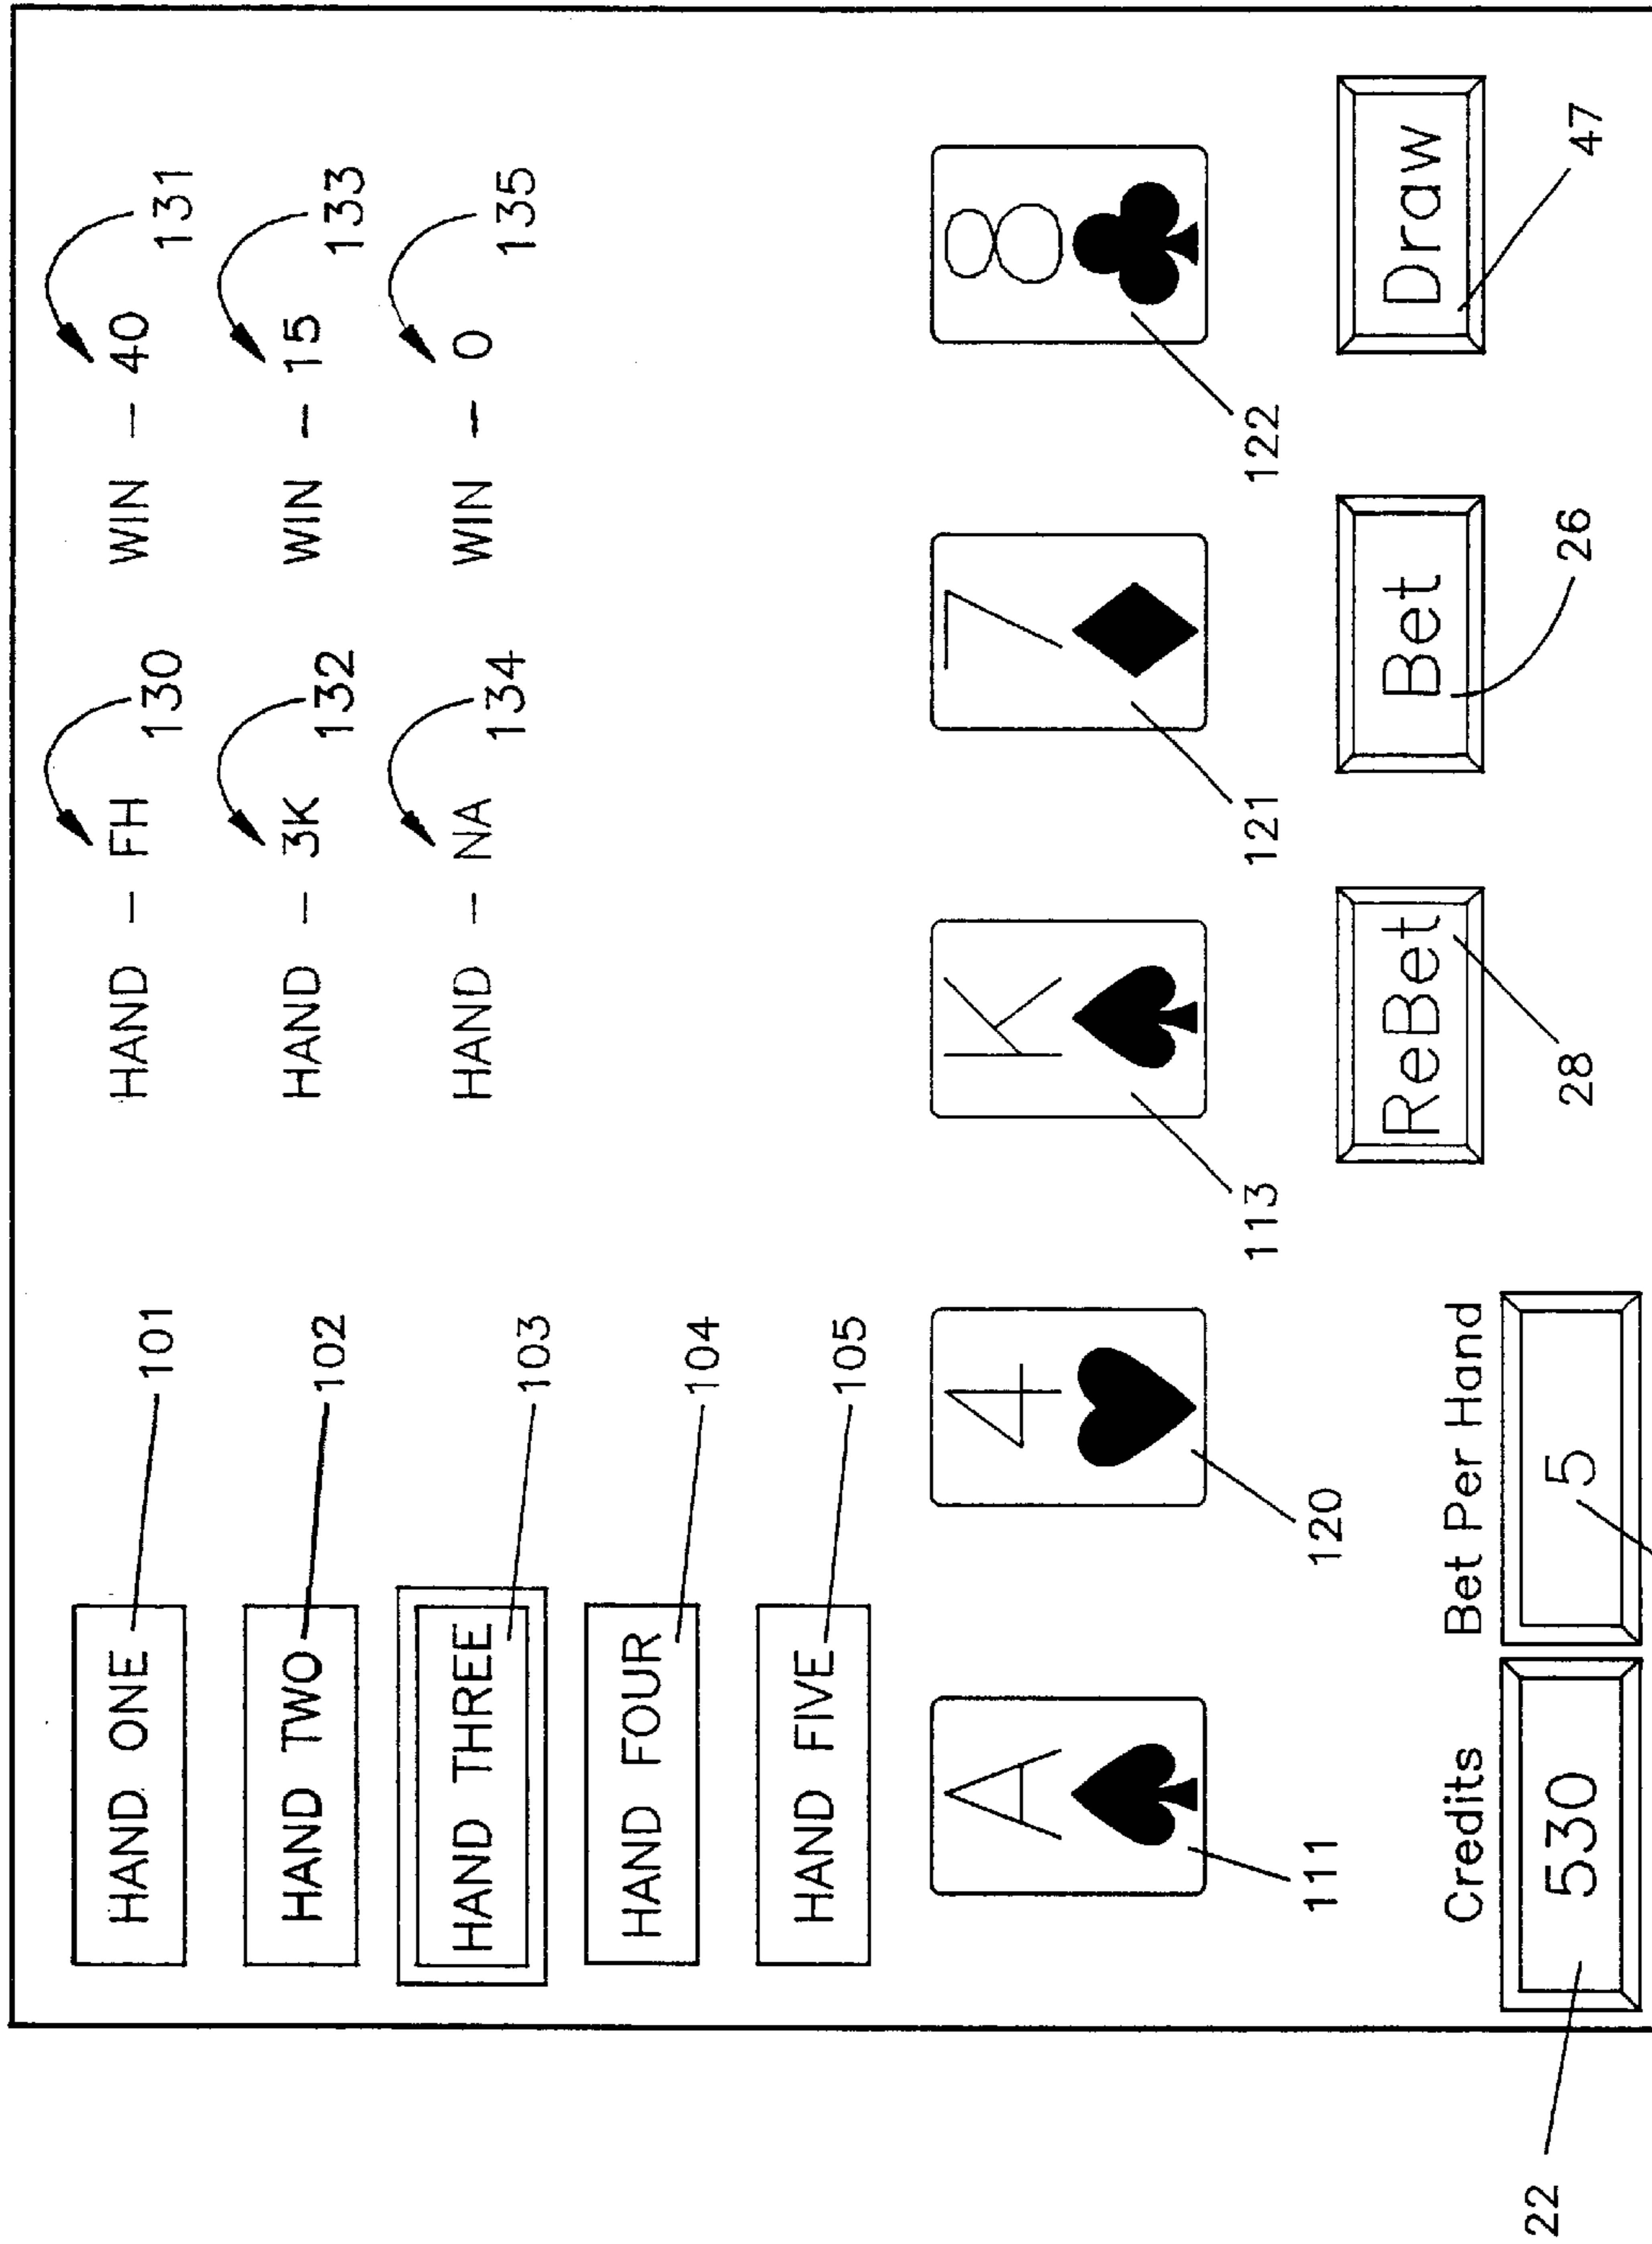 HAND ONE 101 HAND – FH 130 WIN – 40 131
HAND TWO 102 HAND – 3K 132 WIN – 15 133
HAND THREE 103 HAND – NA 134 WIN – 0 135
HAND FOUR 104
HAND FIVE 105
A 4 K 7 8
111 120 113 121 122
Credits Bet Per Hand ReBet Bet Draw
530 5
22 28 26 47